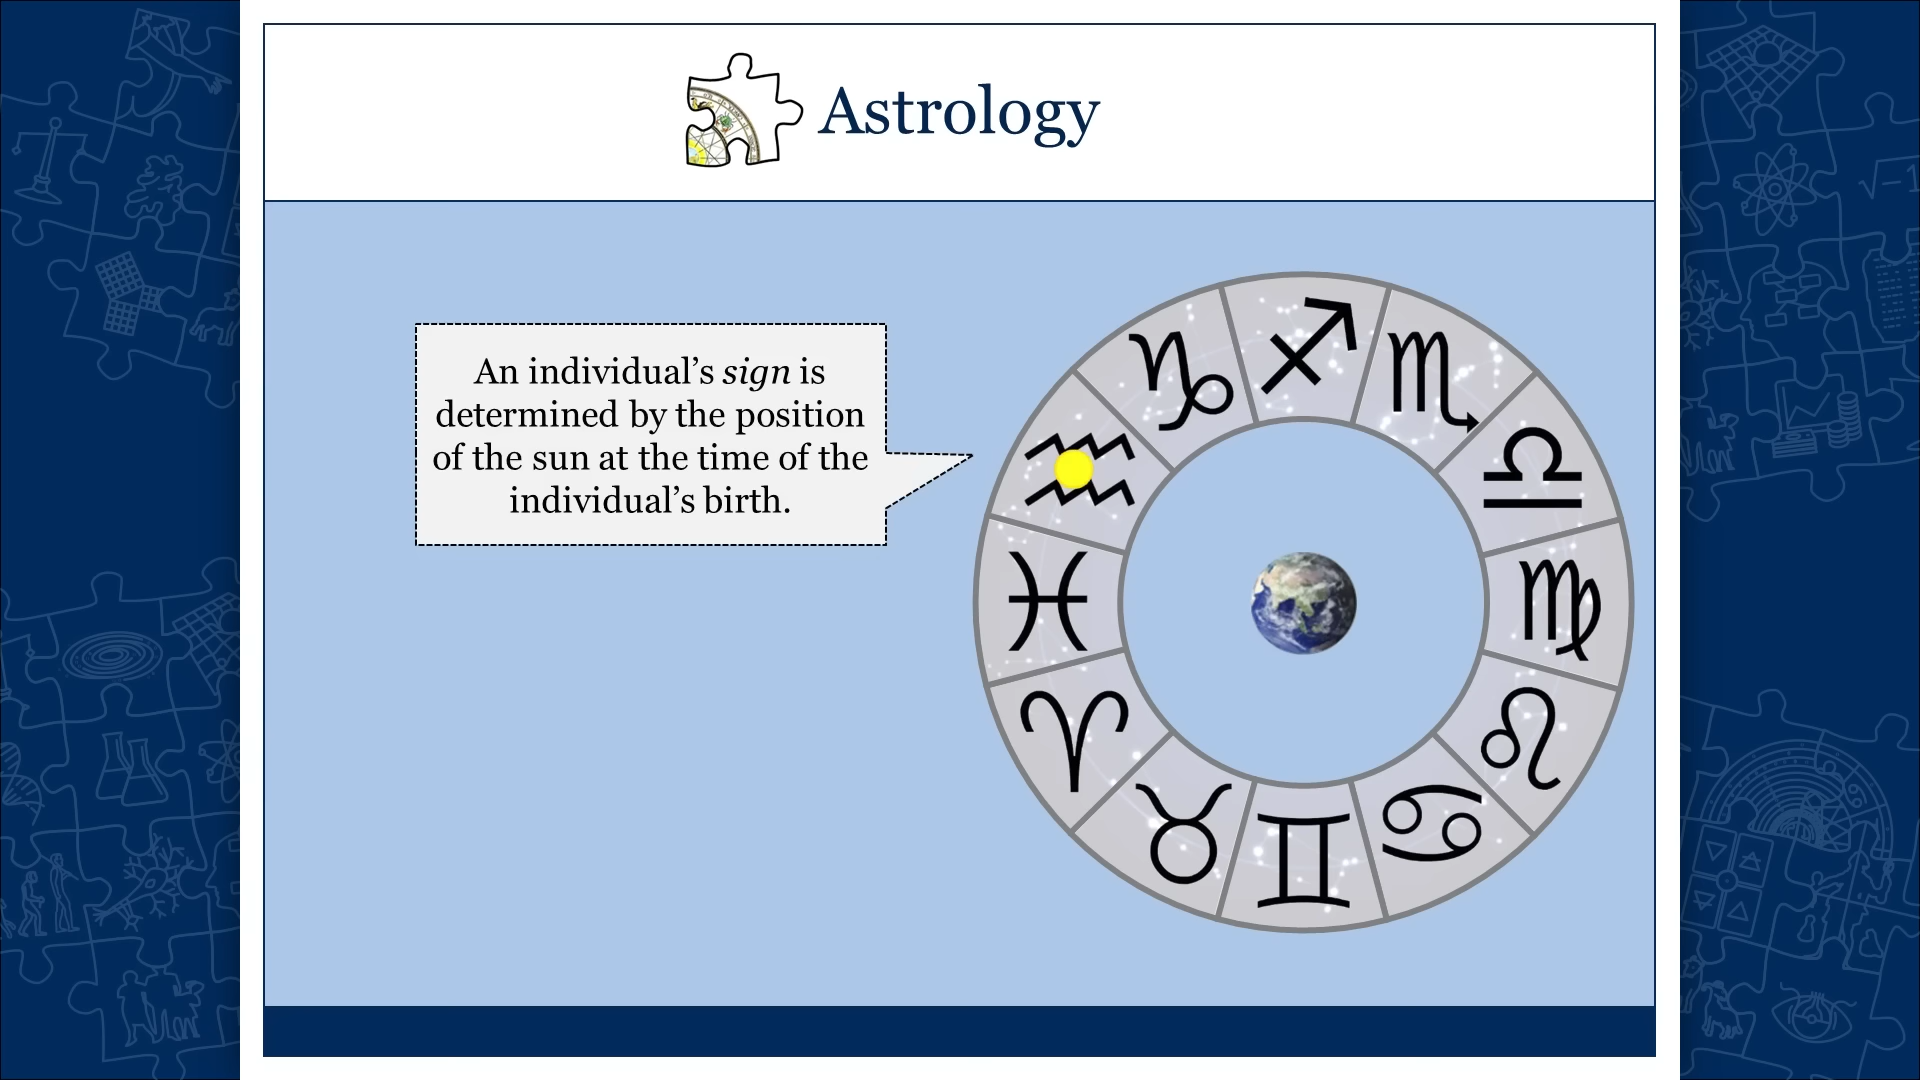 Astrology
An individual’s sign is
determined by the position
of the sun at the time of the
individual’s birth.
♑ ♐ ♏
♒ ♎
♓ ♍
♈ ♌
♉ ♊ ♋
√-1